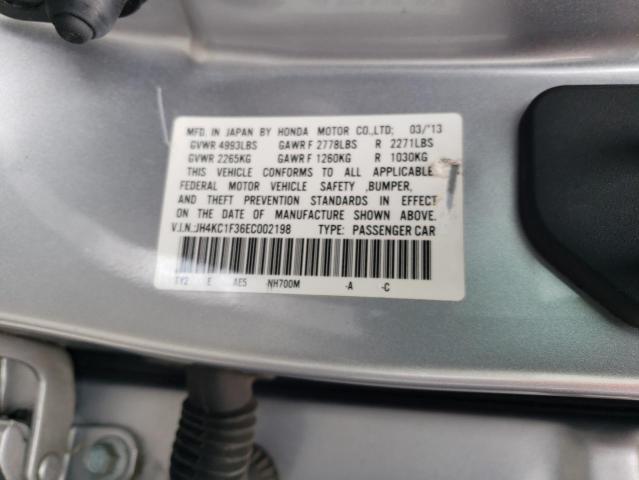 MFD. IN JAPAN BY HONDA MOTOR CO.,LTD; 03/'13
GVWR 4993LBS GAWR F 2778LBS R 2271LBS
GVWR 2265KG GAWR F 1260KG R 1030KG
THIS VEHICLE CONFORMS TO ALL APPLICABLE
FEDERAL MOTOR VEHICLE SAFETY ,BUMPER,
AND THEFT PREVENTION STANDARDS IN EFFECT
ON THE DATE OF MANUFACTURE SHOWN ABOVE.
V.I.N.:JH4KC1F36EC002198 TYPE: PASSENGER CAR
TY2 E AE5 NH700M -A -C